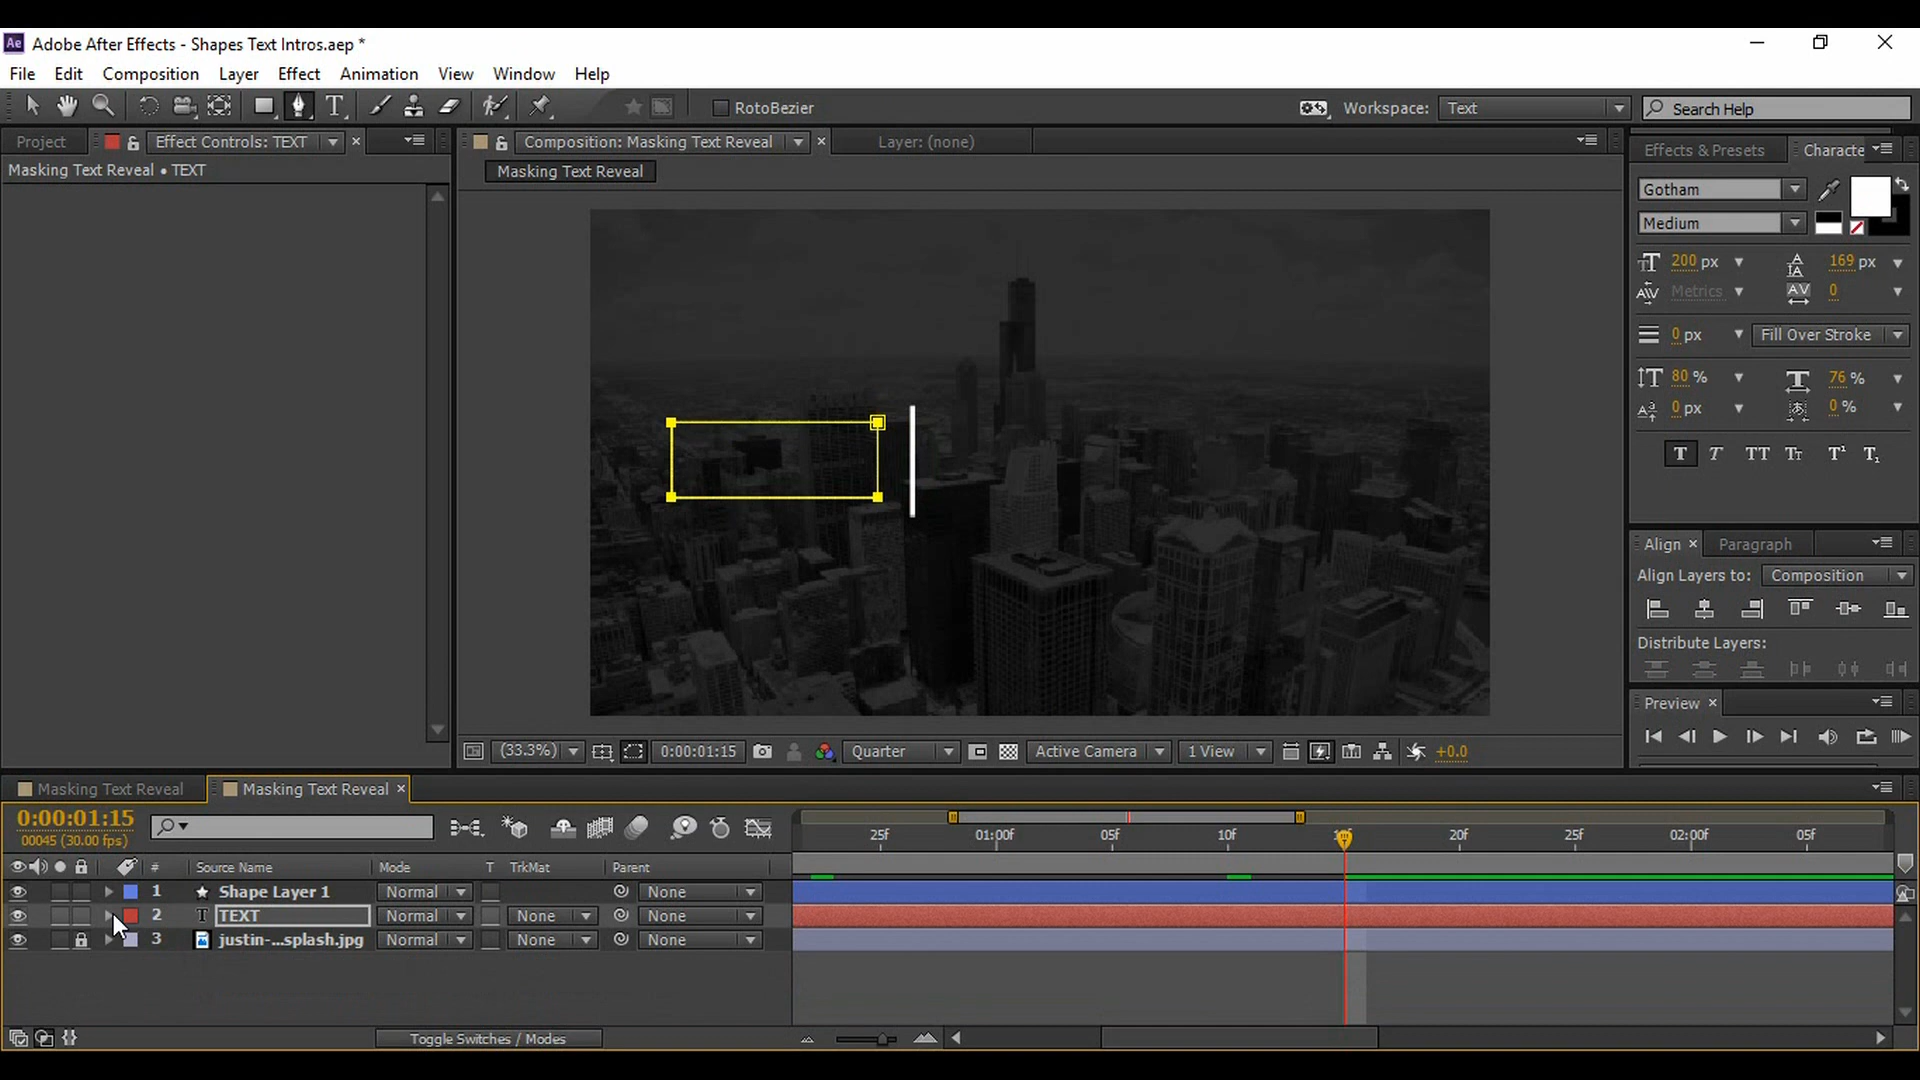 Ae Adobe After Effects - Shapes Text Intros.aep *
File Edit Composition Layer Effect Animation View Window Help
RotoBezier Workspace: Text Search Help
Project Effect Controls: TEXT Composition: Masking Text Reveal Layer: (none)
Masking Text Reveal • TEXT
Masking Text Reveal
Effects & Presets Characte
Gotham
Medium
200 px 169 px
Metrics 0
0 px Fill Over Stroke
80 % 76 %
0 px 0 %
T T TT Tt T¹ T₁
Align Paragraph
Align Layers to: Composition
Distribute Layers:
Preview
(33.3%) 0:00:01:15 Quarter Active Camera 1 View +0.0
Masking Text Reveal Masking Text Reveal
0:00:01:15
00045 (30.00 fps)
25f 01:00f 05f 10f 20f 25f 02:00f 05f
# Source Name Mode T TrkMat Parent
1 Shape Layer 1 Normal None
2 T TEXT Normal None None
3 justin-...splash.jpg Normal None None
Toggle Switches / Modes